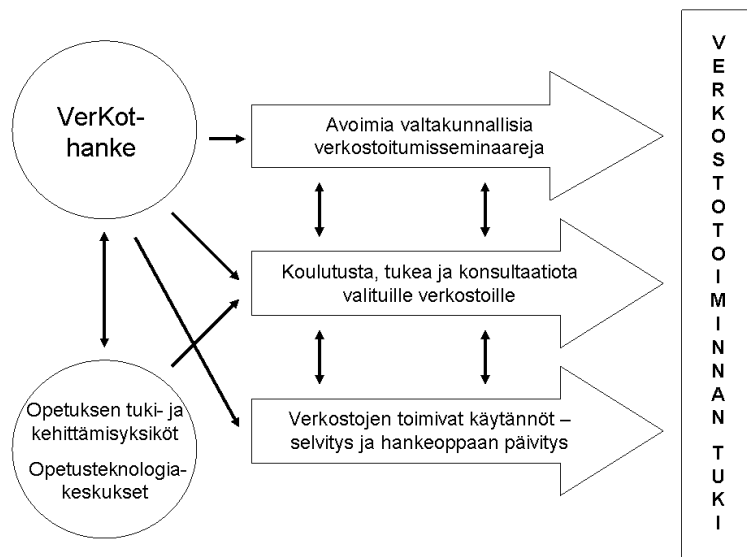 VerKot-
hanke
Avoimia valtakunnallisia
verkostoitumisseminaareja
Koulutusta, tukea ja konsultaatiota
valituille verkostoille
Opetuksen tuki- ja
kehittämisyksiköt
Opetusteknologia-
keskukset
Verkostojen toimivat käytännöt –
selvitys ja hankeoppaan päivitys
VERKOSTOTOIMINNAN TUKI